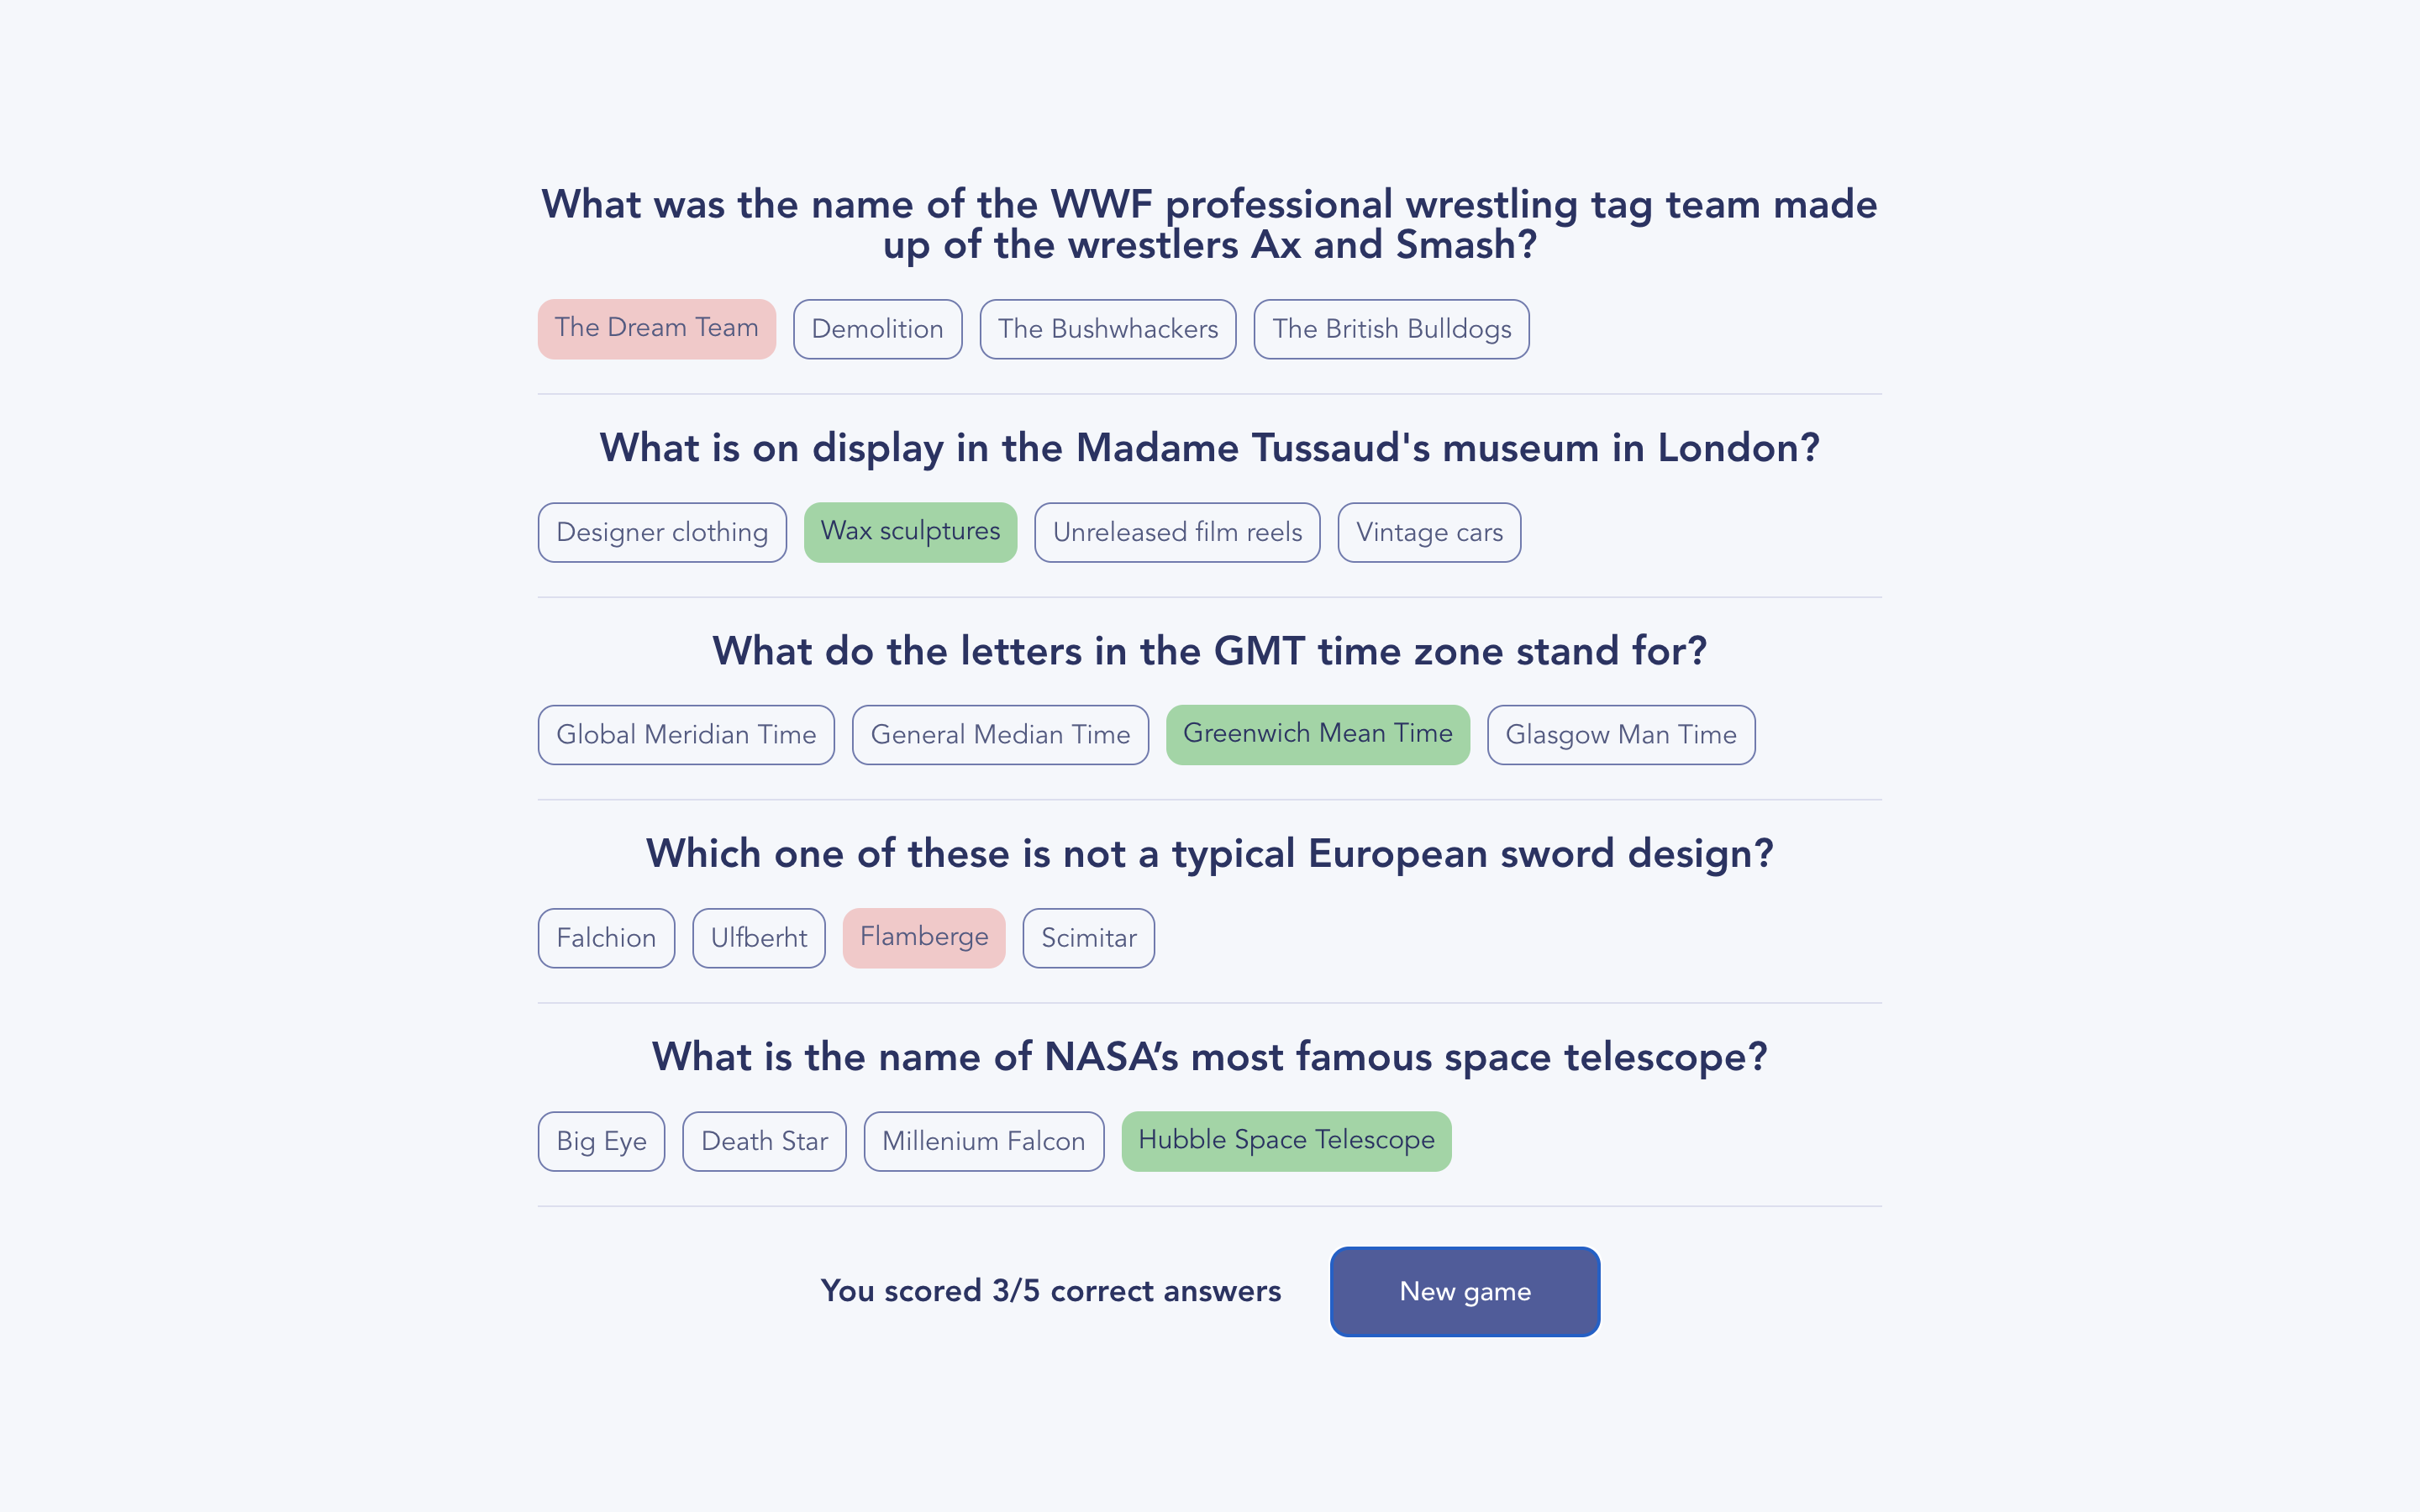 What was the name of the WWF professional wrestling tag team made
up of the wrestlers Ax and Smash?
The Dream Team Demolition The Bushwhackers The British Bulldogs
What is on display in the Madame Tussaud's museum in London?
Designer clothing Wax sculptures Unreleased film reels Vintage cars
What do the letters in the GMT time zone stand for?
Global Meridian Time General Median Time Greenwich Mean Time Glasgow Man Time
Which one of these is not a typical European sword design?
Falchion Ulfberht Flamberge Scimitar
What is the name of NASA’s most famous space telescope?
Big Eye Death Star Millenium Falcon Hubble Space Telescope
You scored 3/5 correct answers New game